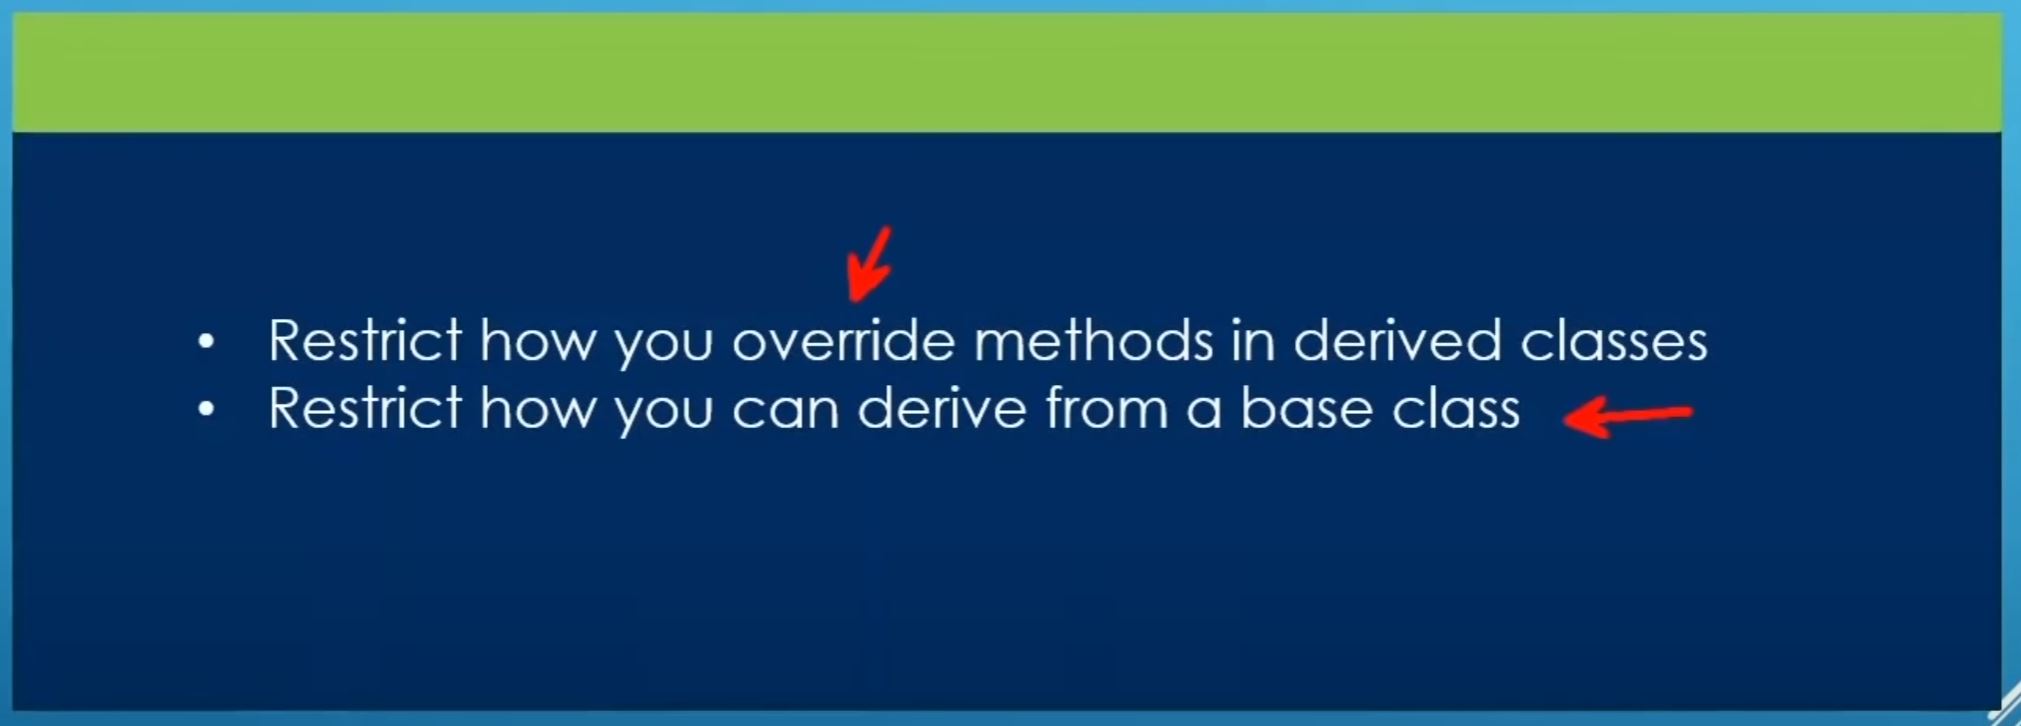 • Restrict how you override methods in derived classes
• Restrict how you can derive from a base class